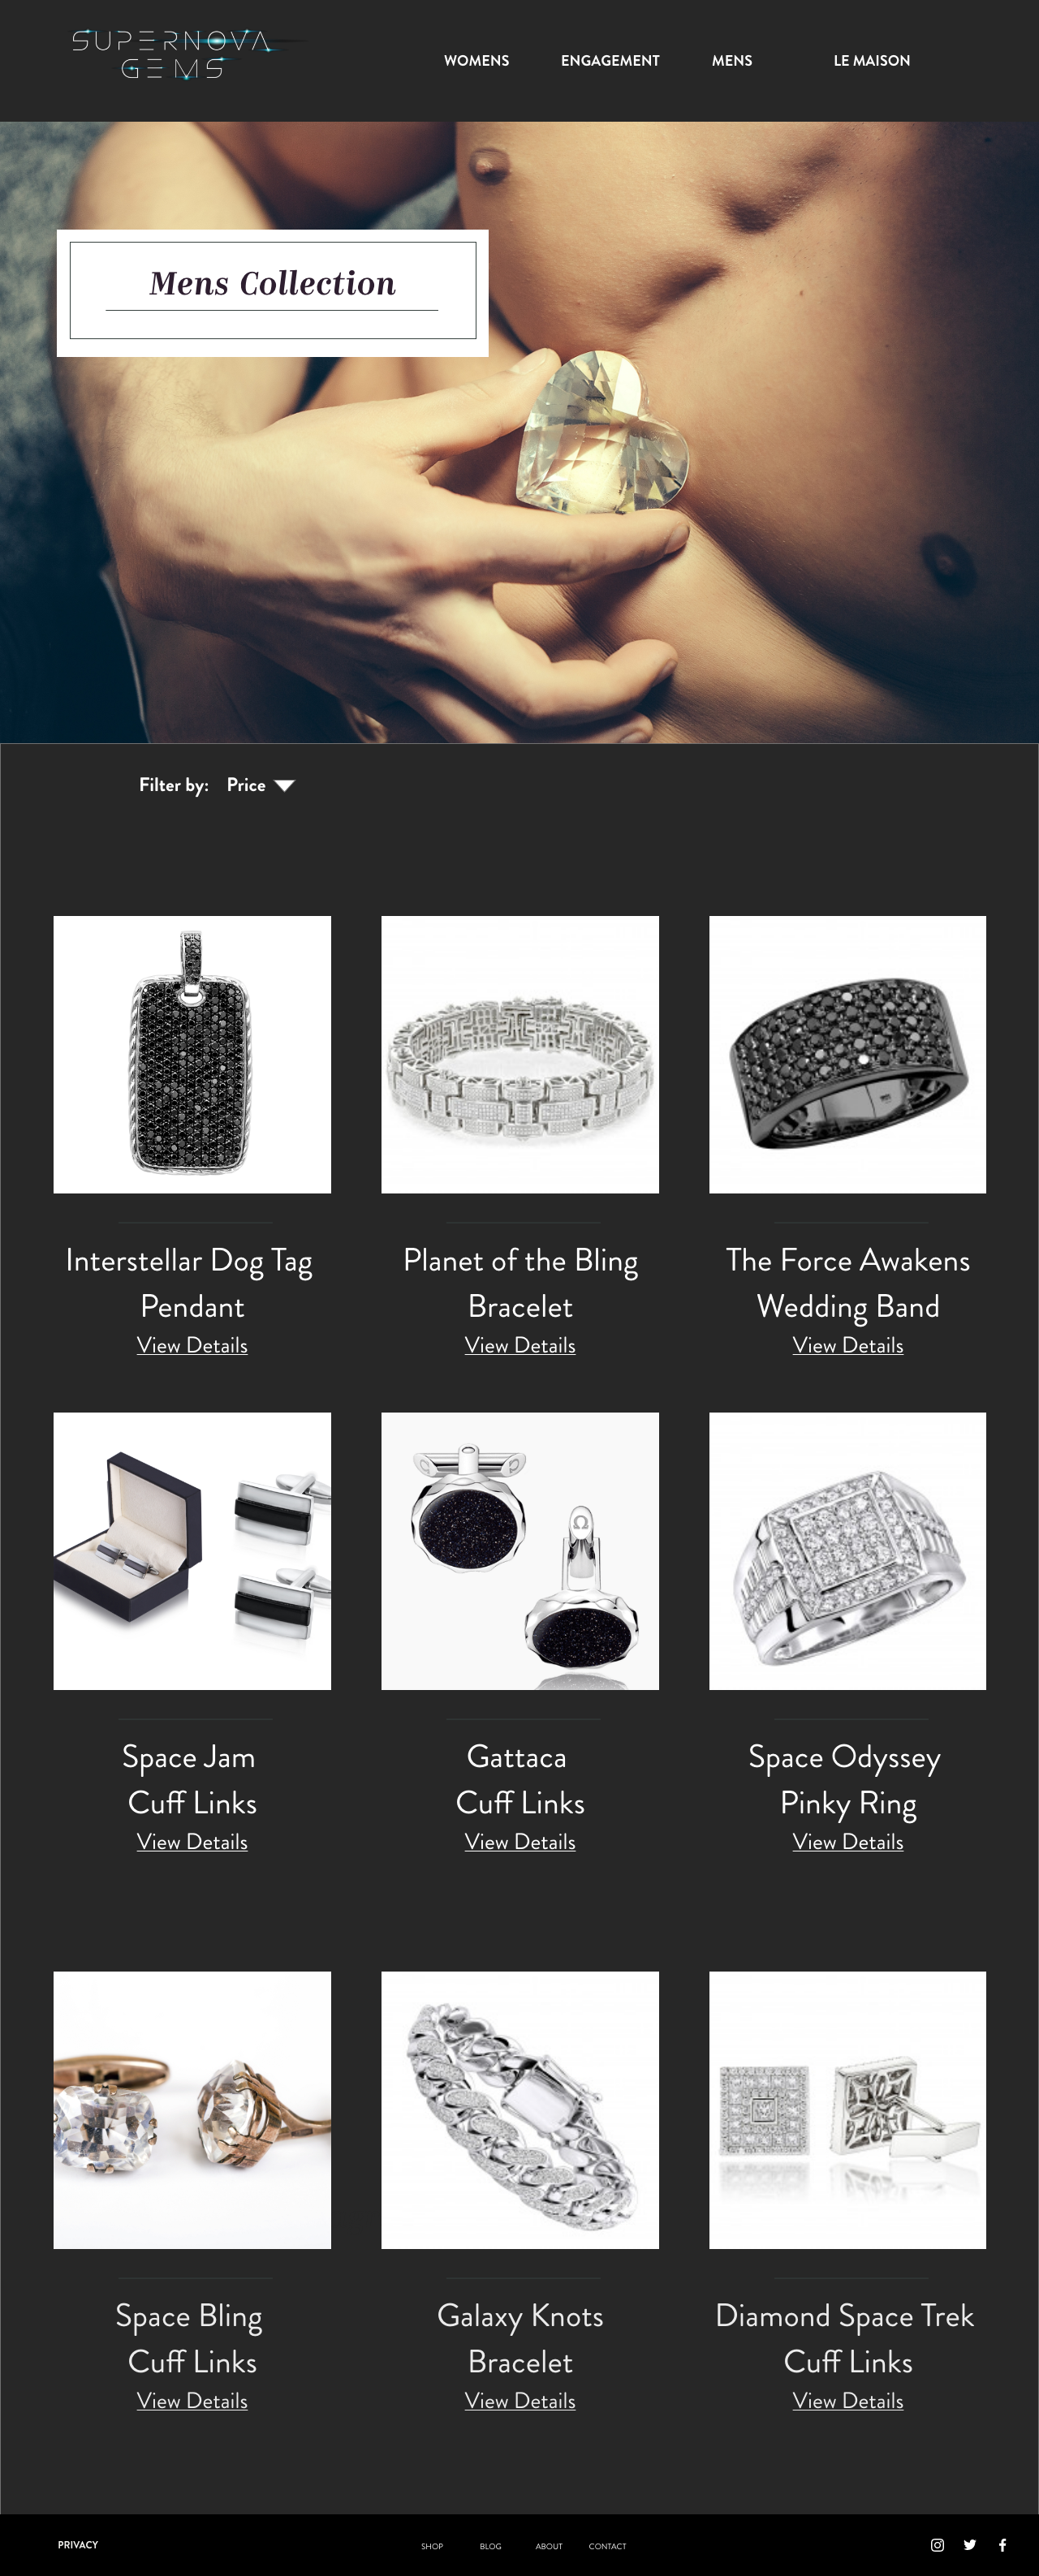 SUPERNOVA
GEMS
WOMENS ENGAGEMENT MENS LE MAISON
Mens Collection
Filter by: Price
Interstellar Dog Tag
Pendant
View Details
Planet of the Bling
Bracelet
View Details
The Force Awakens
Wedding Band
View Details
Space Jam
Cuff Links
View Details
Gattaca
Cuff Links
View Details
Space Odyssey
Pinky Ring
View Details
Space Bling
Cuff Links
View Details
Galaxy Knots
Bracelet
View Details
Diamond Space Trek
Cuff Links
View Details
PRIVACY SHOP BLOG ABOUT CONTACT